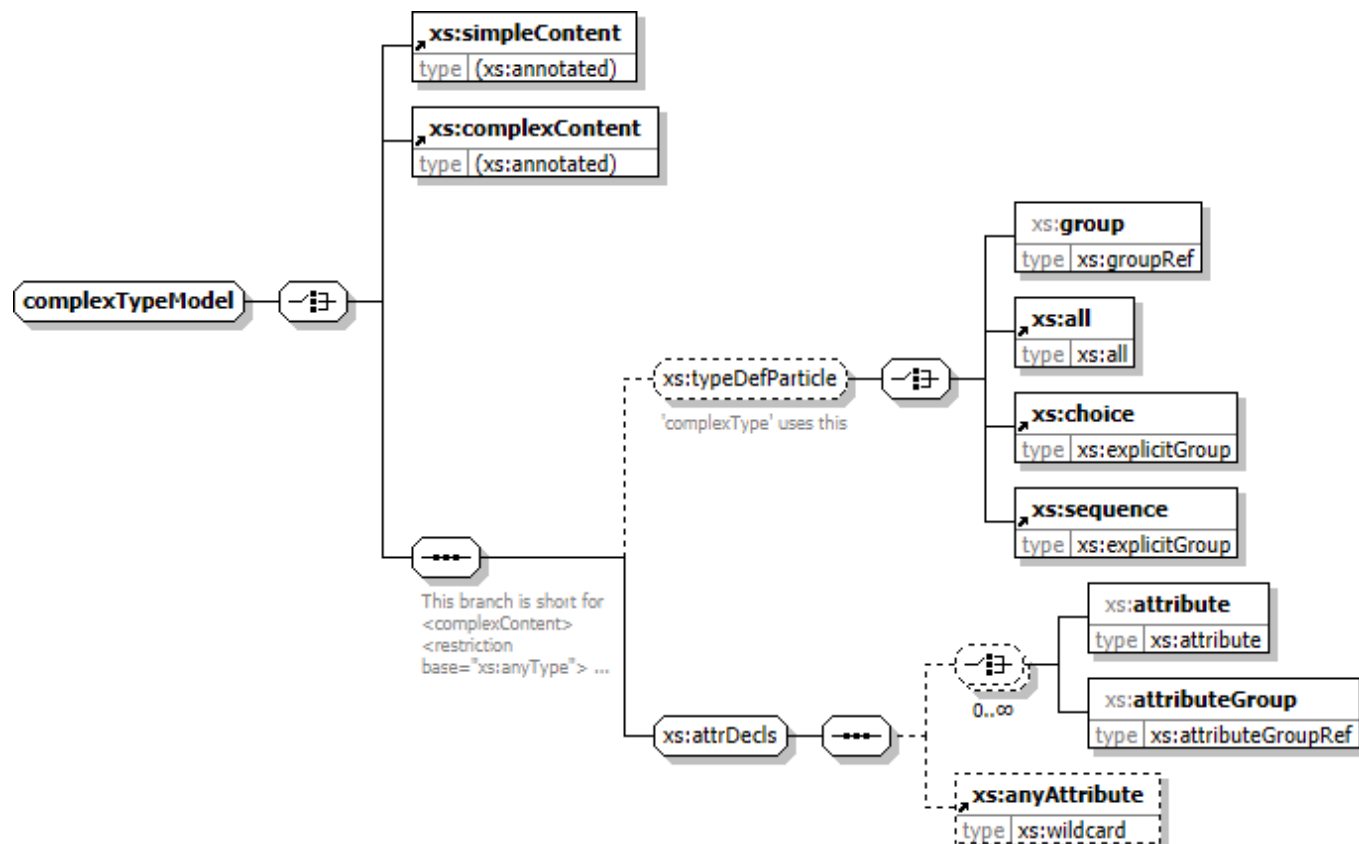 xs:simpleContent
type (xs:annotated)
xs:complexContent
type (xs:annotated)
xs:group
type xs:groupRef
complexTypeModel
xs:all
type xs:all
xs:typeDefParticle
'complexType' uses this
xs:choice
type xs:explicitGroup
xs:sequence
type xs:explicitGroup
This branch is short for
<complexContent>
<restriction
base="xs:anyType"> ...
xs:attribute
type xs:attribute
0..∞
xs:attributeGroup
type xs:attributeGroupRef
xs:attrDecls
xs:anyAttribute
type xs:wildcard